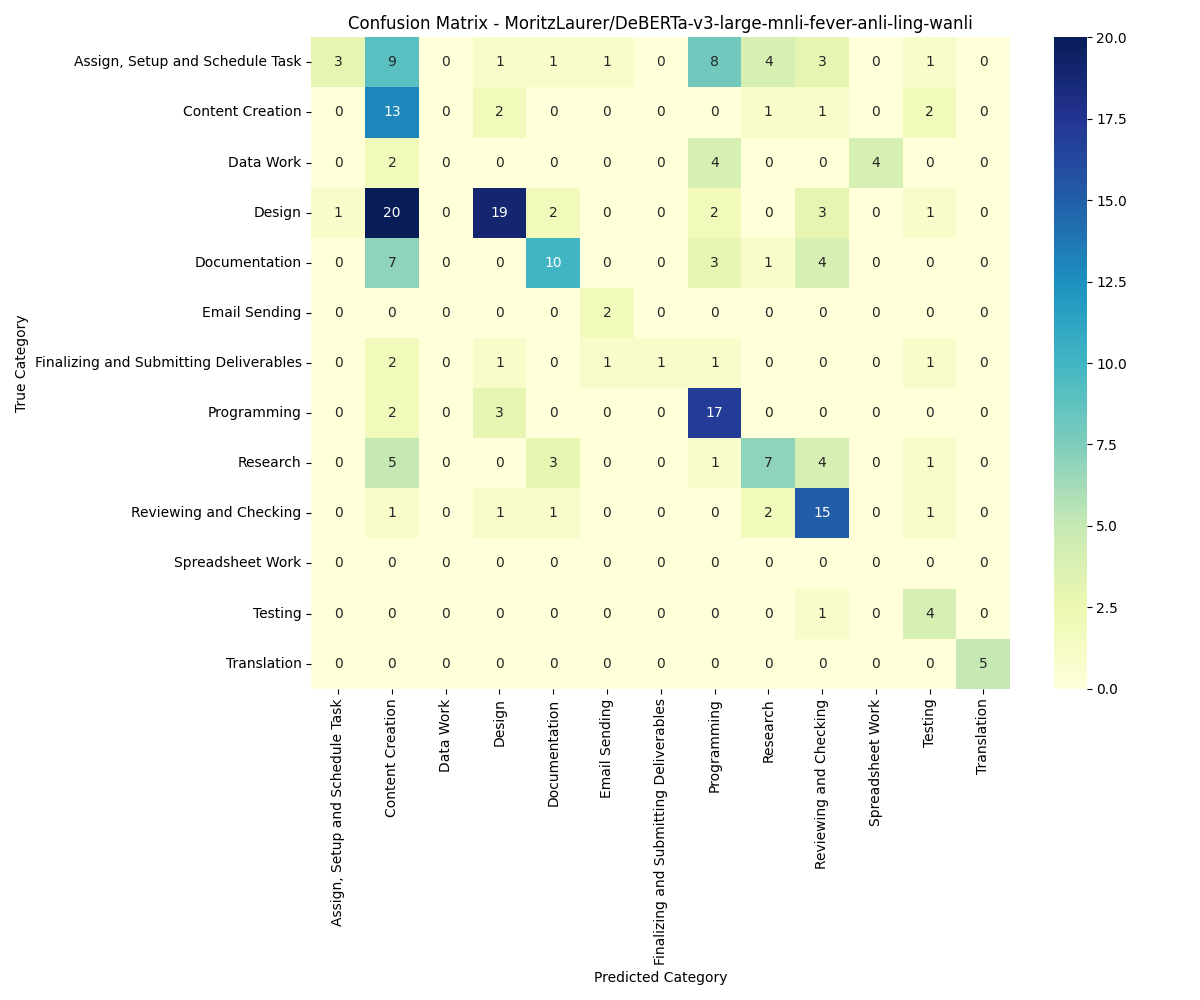 Confusion Matrix - MoritzLaurer/DeBERTa-v3-large-mnli-fever-anli-ling-wanli
True Category
Assign, Setup and Schedule Task 3 9 0 1 1 1 0 8 4 3 0 1 0
Content Creation 0 13 0 2 0 0 0 0 1 1 0 2 0
Data Work 0 2 0 0 0 0 0 4 0 0 4 0 0
Design 1 20 0 19 2 0 0 2 0 3 0 1 0
Documentation 0 7 0 0 10 0 0 3 1 4 0 0 0
Email Sending 0 0 0 0 0 2 0 0 0 0 0 0 0
Finalizing and Submitting Deliverables 0 2 0 1 0 1 1 1 0 0 0 1 0
Programming 0 2 0 3 0 0 0 17 0 0 0 0 0
Research 0 5 0 0 3 0 0 1 7 4 0 1 0
Reviewing and Checking 0 1 0 1 1 0 0 0 2 15 0 1 0
Spreadsheet Work 0 0 0 0 0 0 0 0 0 0 0 0 0
Testing 0 0 0 0 0 0 0 0 0 1 0 4 0
Translation 0 0 0 0 0 0 0 0 0 0 0 0 5
Assign, Setup and Schedule Task
Content Creation
Data Work
Design
Documentation
Email Sending
Finalizing and Submitting Deliverables
Programming
Research
Reviewing and Checking
Spreadsheet Work
Testing
Translation
Predicted Category
20.0
17.5
15.0
12.5
10.0
7.5
5.0
2.5
0.0